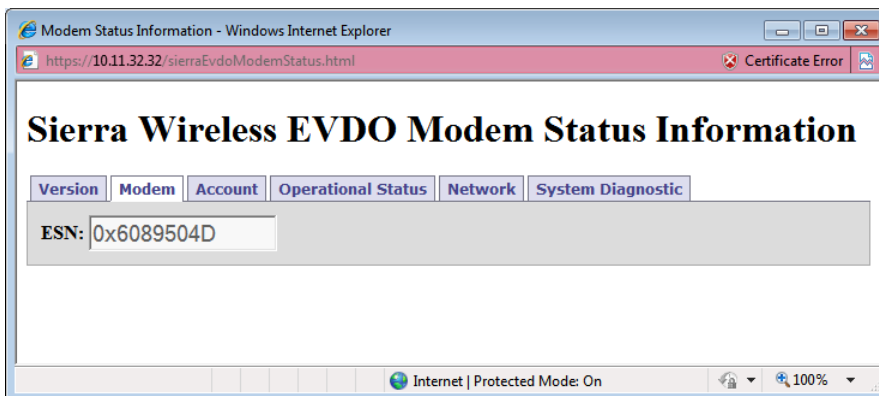 Modem Status Information - Windows Internet Explorer
https://10.11.32.32/sierraEvdoModemStatus.html Certificate Error
Sierra Wireless EVDO Modem Status Information
Version Modem Account Operational Status Network System Diagnostic
ESN: 0x6089504D
Internet | Protected Mode: On 100%